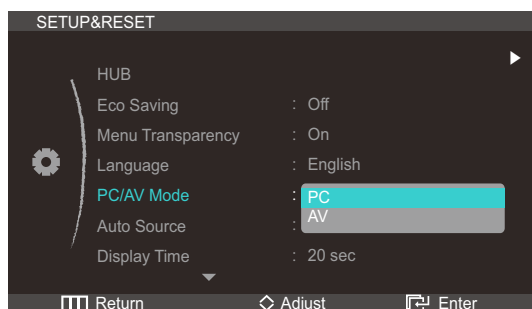 SETUP&RESET
HUB
Eco Saving : Off
Menu Transparency : On
Language : English
PC/AV Mode : PC
AV
Auto Source :
Display Time : 20 sec
Return Adjust Enter